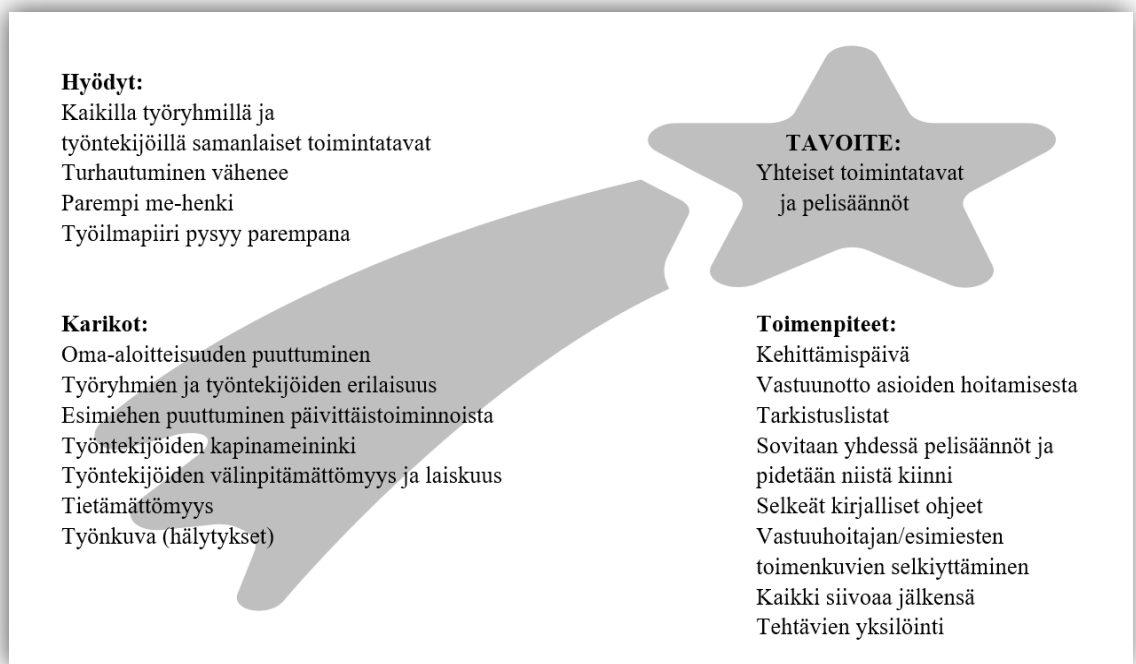 Hyödyt:
Kaikilla työryhmillä ja
työntekijöillä samanlaiset toimintatavat
Turhautuminen vähenee
Parempi me-henki
Työilmapiiri pysyy parempana
TAVOITE:
Yhteiset toimintatavat
ja pelisäännöt
Karikot:
Oma-aloitteisuuden puuttuminen
Työryhmien ja työntekijöiden erilaisuus
Esimiehen puuttuminen päivittäistoiminnoista
Työntekijöiden kapinameininki
Työntekijöiden välinpitämättömyys ja laiskuus
Tietämättömyys
Työnkuva (hälytykset)
Toimenpiteet:
Kehittämispäivä
Vastuunotto asioiden hoitamisesta
Tarkistuslistat
Sovitaan yhdessä pelisäännöt ja
pidetään niistä kiinni
Selkeät kirjalliset ohjeet
Vastuuhoitajan/esimiesten
toimenkuvien selkiyttäminen
Kaikki siivoaa jälkensä
Tehtävien yksilöinti